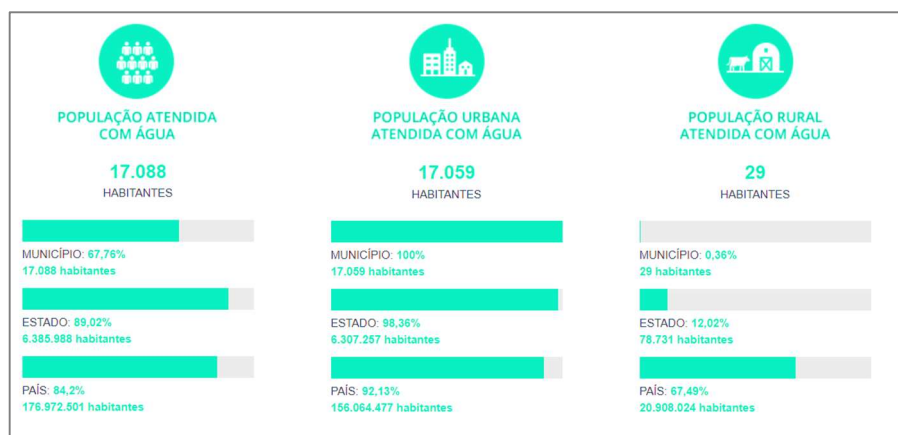 POPULAÇÃO ATENDIDA
COM ÁGUA
17.088
HABITANTES
MUNICÍPIO: 67,76%
17.088 habitantes
ESTADO: 89,02%
6.385.988 habitantes
PAÍS: 84,2%
176.972.501 habitantes
POPULAÇÃO URBANA
ATENDIDA COM ÁGUA
17.059
HABITANTES
MUNICÍPIO: 100%
17.059 habitantes
ESTADO: 98,36%
6.307.257 habitantes
PAÍS: 92,13%
156.064.477 habitantes
POPULAÇÃO RURAL
ATENDIDA COM ÁGUA
29
HABITANTES
MUNICÍPIO: 0,36%
29 habitantes
ESTADO: 12,02%
78.731 habitantes
PAÍS: 67,49%
20.908.024 habitantes